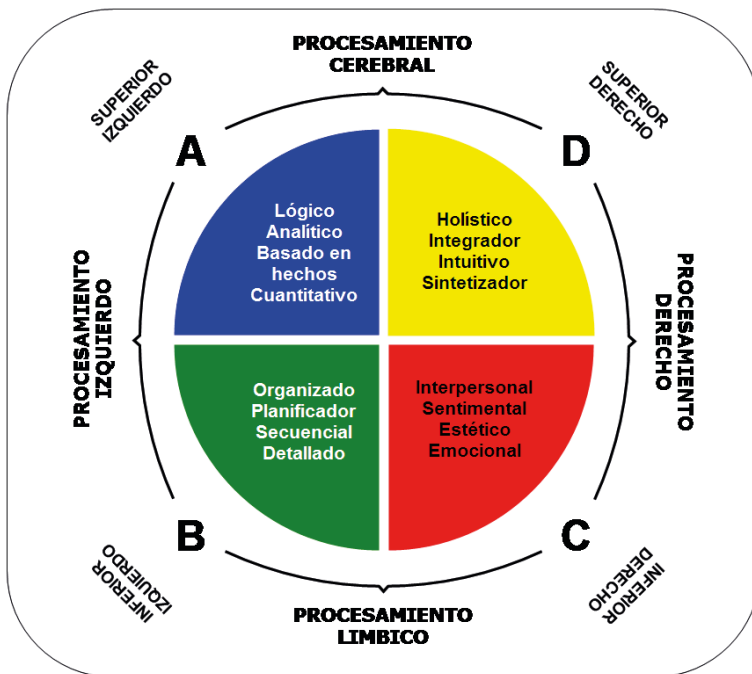 PROCESAMIENTO
CEREBRAL
SUPERIOR
IZQUIERDO
SUPERIOR
DERECHO
A
D
Lógico
Analítico
Basado en
hechos
Cuantitativo
Holístico
Integrador
Intuitivo
Sintetizador
PROCESAMIENTO
IZQUIERDO
PROCESAMIENTO
DERECHO
Organizado
Planificador
Secuencial
Detallado
Interpersonal
Sentimental
Estético
Emocional
B
C
INFERIOR
IZQUIERDO
INFERIOR
DERECHO
PROCESAMIENTO
LIMBICO